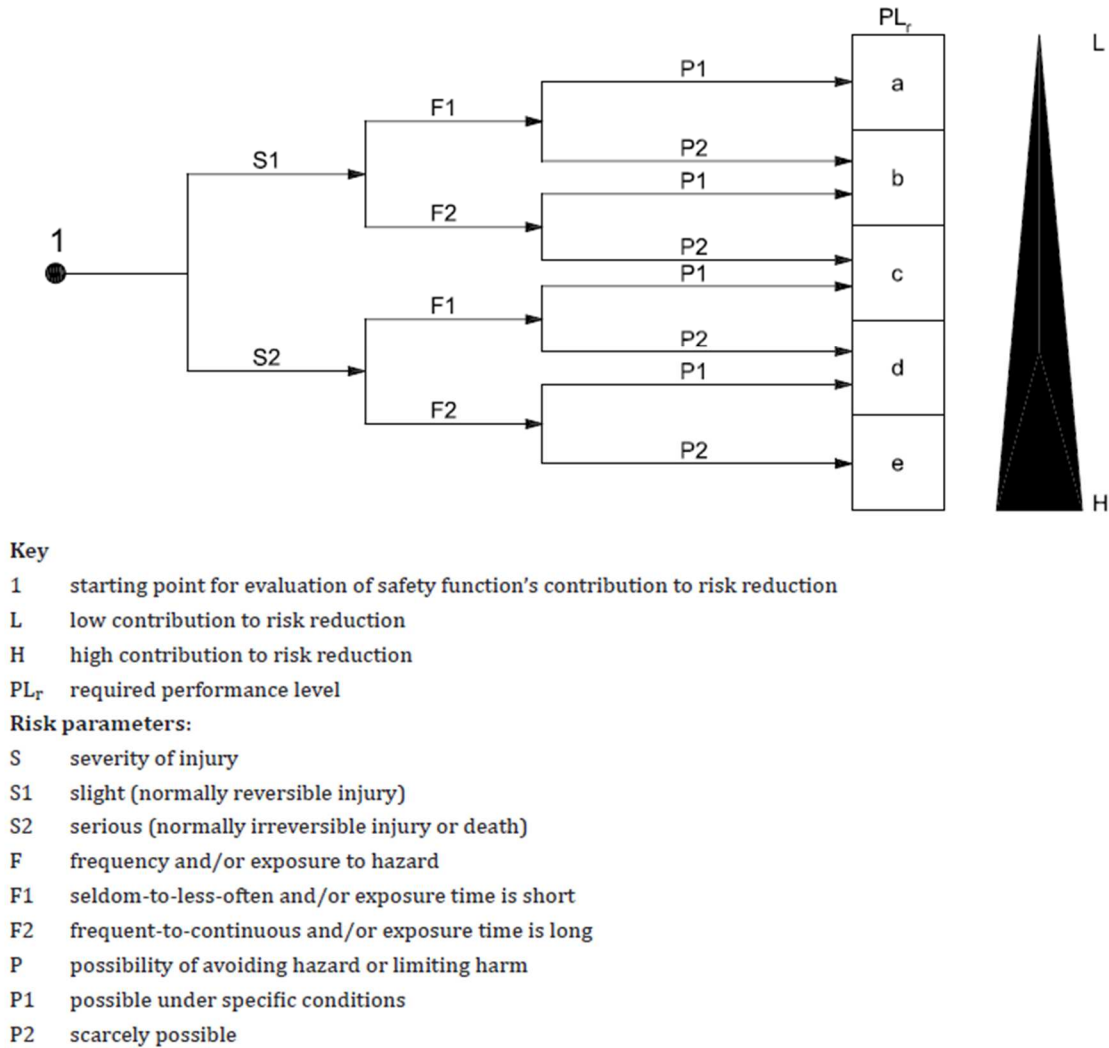 PLr
L
P1
a
F1
P2
S1
P1
b
F2
1
P2
c
P1
F1
P2
S2
d
P1
F2
P2
e
H
Key
1 starting point for evaluation of safety function's contribution to risk reduction
L low contribution to risk reduction
H high contribution to risk reduction
PLr required performance level
Risk parameters:
S severity of injury
S1 slight (normally reversible injury)
S2 serious (normally irreversible injury or death)
F frequency and/or exposure to hazard
F1 seldom-to-less-often and/or exposure time is short
F2 frequent-to-continuous and/or exposure time is long
P possibility of avoiding hazard or limiting harm
P1 possible under specific conditions
P2 scarcely possible